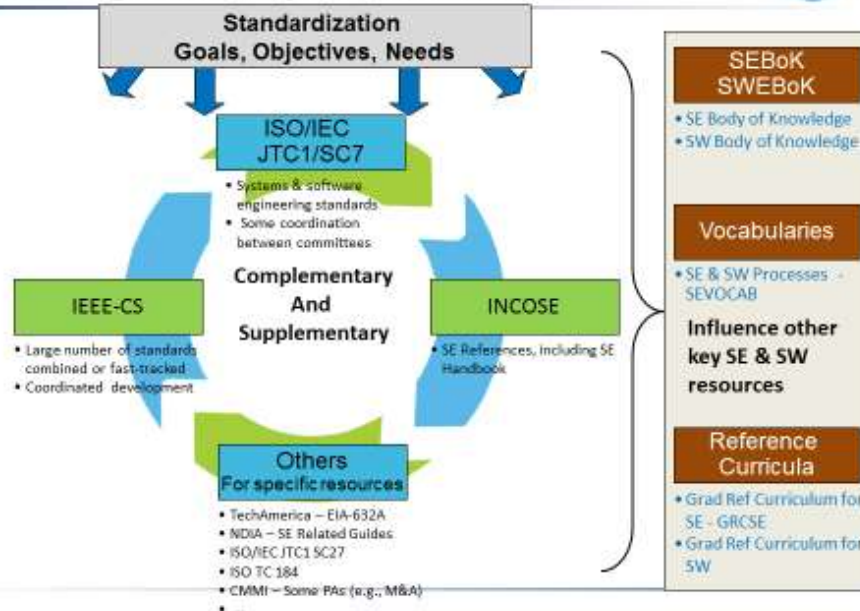 Standardization
Goals, Objectives, Needs
ISO/IEC
JTC1/SC7
• Systems & software
engineering standards
• Some coordination
between committees
Complementary
And
Supplementary
IEEE-CS
• Large number of standards
combined or fast-tracked
• Coordinated development
INCOSE
• SE References, including SE
Handbook
Others
For specific resources
• TechAmerica – EIA-632A
• NDIA – SE Related Guides
• ISO/IEC JTC1 SC27
• ISO TC 184
• CMMI – Some PAs (e.g., M&A)
SEBoK
SWEBoK
• SE Body of Knowledge
• SW Body of Knowledge
Vocabularies
• SE & SW Processes -
SEVOCAB
Influence other
key SE & SW
resources
Reference
Curricula
• Grad Ref Curriculum for
SE - GRCSE
• Grad Ref Curriculum for
SW